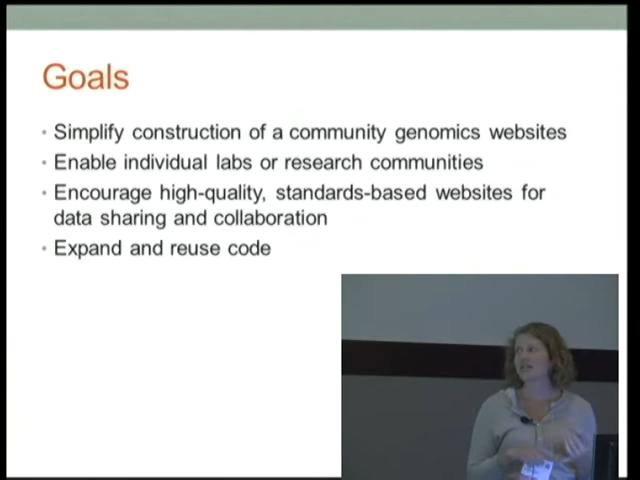 Goals
• Simplify construction of a community genomics websites
• Enable individual labs or research communities
• Encourage high-quality, standards-based websites for
data sharing and collaboration
• Expand and reuse code